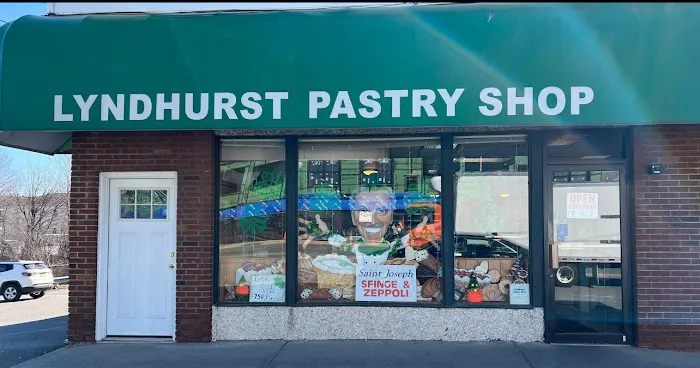 LYNDHURST PASTRY SHOP
OPEN
Saint Joseph
SFINGE &
ZEPPOLI